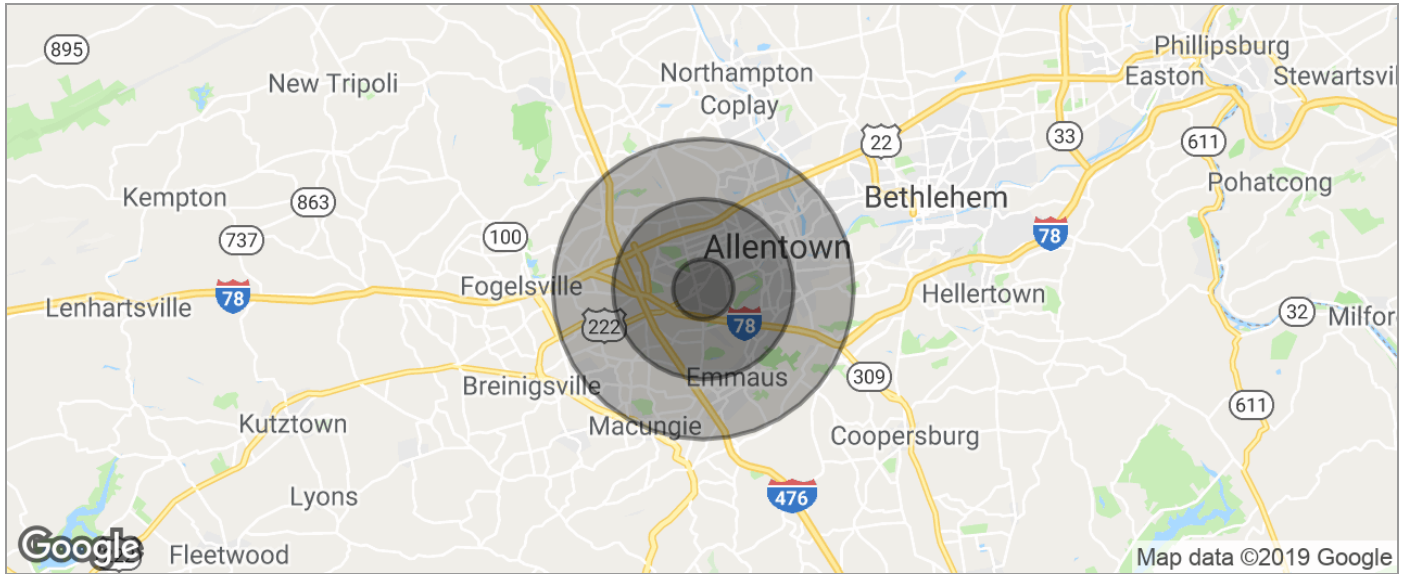 895
New Tripoli
Northampton
Coplay
Phillipsburg
Easton
Stewartsvil
22
33
611
Kempton
863
Bethlehem
Pohatcong
737
100
Allentown
78
Fogelsville
78
Lenhartsville
Hellertown
222
78
32
Milfor
Breinigsville
Emmaus
309
611
Kutztown
Macungie
Coopersburg
Lyons
476
Google
Fleetwood
Map data ©2019 Google